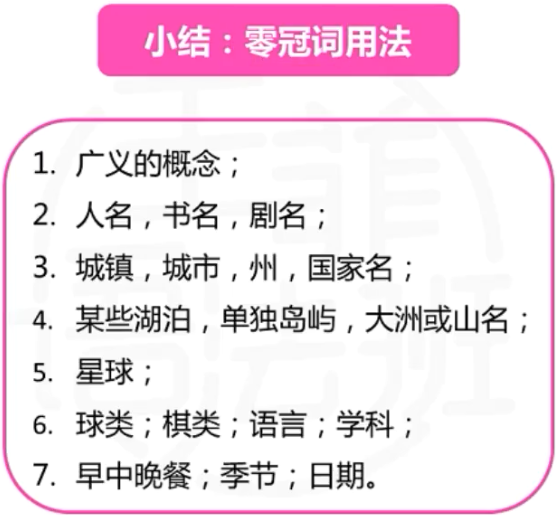 小结：零冠词用法
1. 广义的概念；
2. 人名，书名，剧名；
3. 城镇，城市，州，国家名；
4. 某些湖泊，单独岛屿，大洲或山名；
5. 星球；
6. 球类；棋类；语言；学科；
7. 早中晚餐；季节；日期。